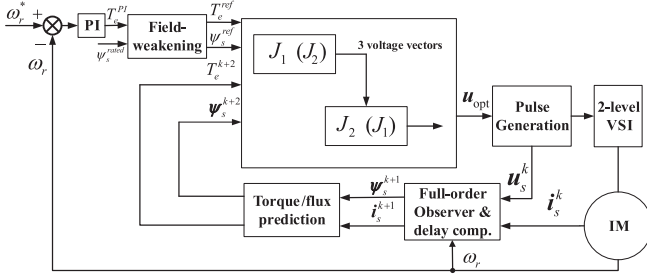 ω_r^* +
−
ω_r
PI
T_e^{PI}
ψ_s^{rated}
Field-
weakening
T_e^{ref}
ψ_s^{ref}
T_e^{k+2}
ψ_s^{k+2}
J_1 (J_2)
3 voltage vectors
J_2 (J_1)
u_opt
Pulse
Generation
2-level
VSI
u_s^k
i_s^k
IM
Torque/flux
prediction
ψ_s^{k+1}
i_s^{k+1}
Full-order
Observer &
delay comp.
ω_r